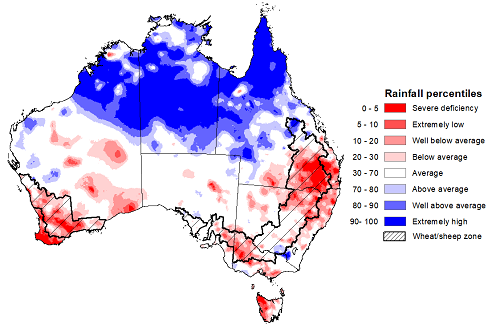 Rainfall percentiles
0 - 5 Severe deficiency
5 - 10 Extremely low
10 - 20 Well below average
20 - 30 Below average
30 - 70 Average
70 - 80 Above average
80 - 90 Well above average
90- 100 Extremely high
Wheat/sheep zone